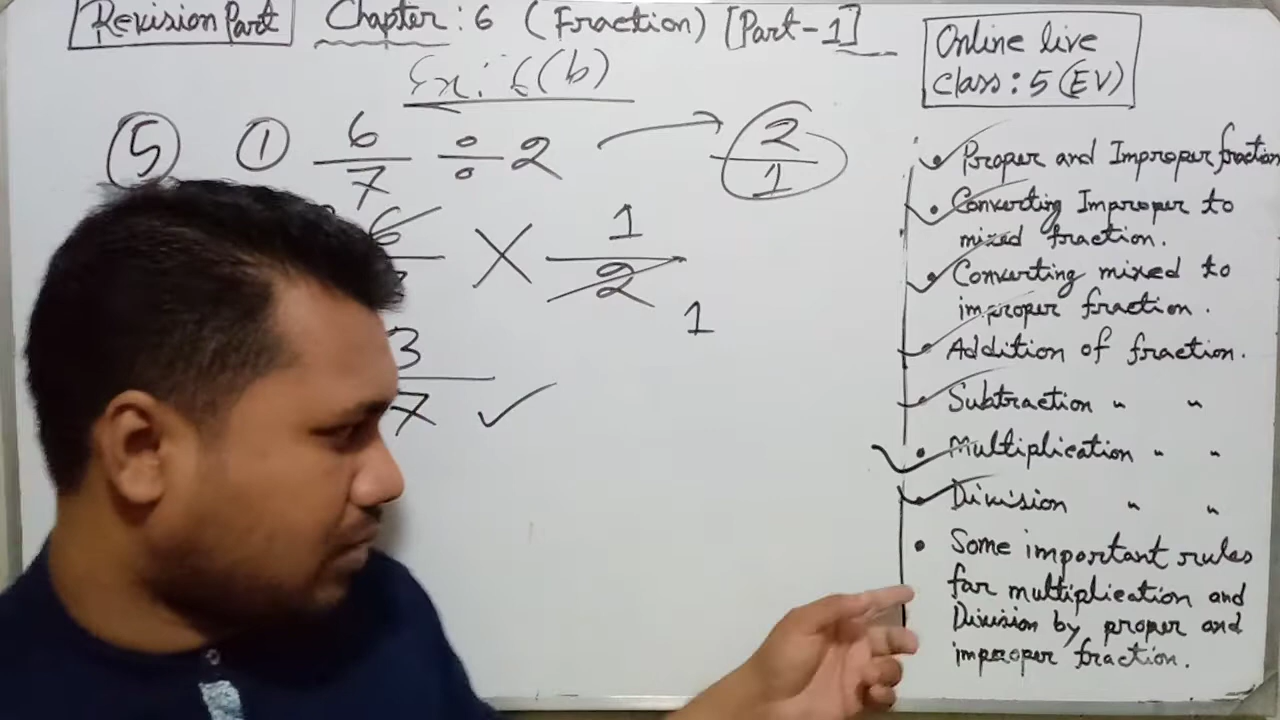 Revision Part Chapter : 6 (Fraction) [Part-1]
Ex: 6(b)
⑤ ① 6/7 ÷ 2 → 2/1
6 × 1/2
1
3/7 ✓
Online live
class : 5 (EV)
• Proper and Improper fraction
• Converting Improper to
mixed fraction.
• Converting mixed to
improper fraction.
• Addition of fraction.
• Subtraction " "
• Multiplication " "
• Division " "
• Some important rules
for multiplication and
Division by proper and
improper fraction.